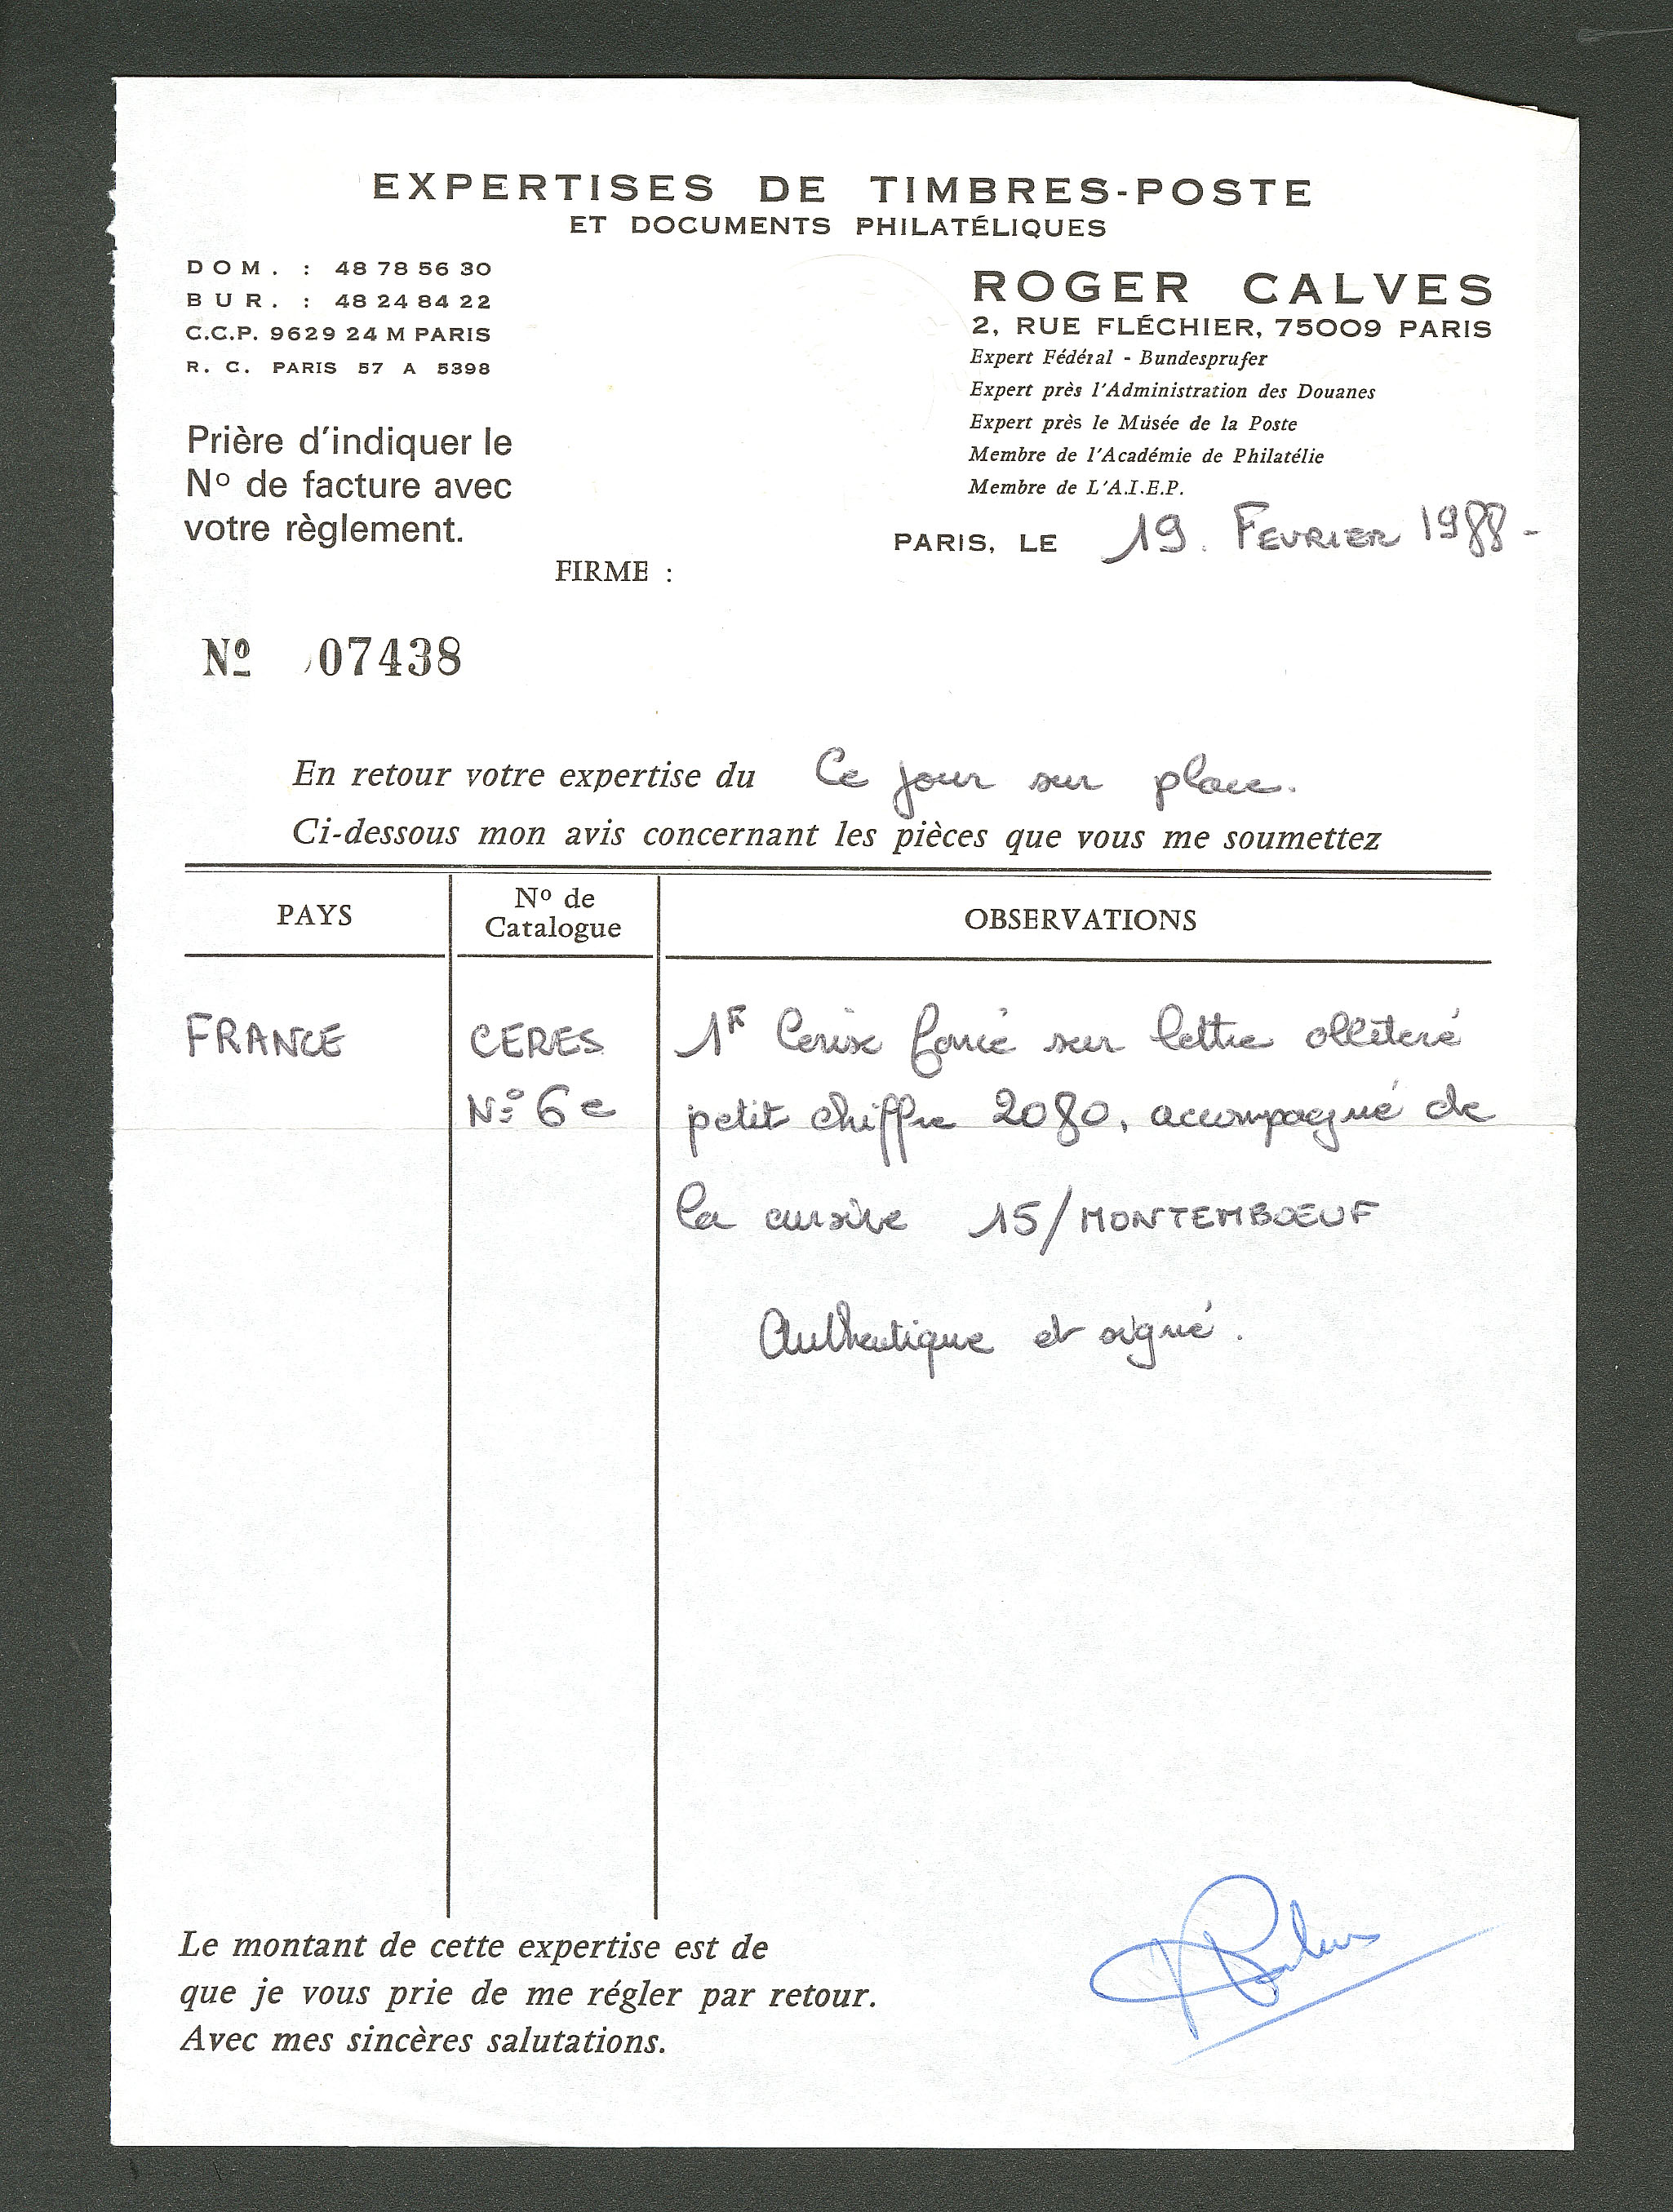 EXPERTISES DE TIMBRES-POSTE
ET DOCUMENTS PHILATÉLIQUES
DOM. : 48 78 56 30
BUR. : 48 24 84 22
C.C.P. 9629 24 M PARIS
R. C. PARIS 57 A 5398
ROGER CALVES
2, RUE FLÉCHIER, 75009 PARIS
Expert Fédéral - Bundesprufer
Expert près l'Administration des Douanes
Expert près le Musée de la Poste
Membre de l'Académie de Philatélie
Membre de L'A.I.E.P.
Prière d'indiquer le
Nº de facture avec
votre règlement.
PARIS, LE 19. FEVRIER 1988-
FIRME :
Nº 07438
En retour votre expertise du Ce jour sur place.
Ci-dessous mon avis concernant les pièces que vous me soumettez
PAYS
Nº de
Catalogue
OBSERVATIONS
FRANCE
CERES
Nº 6e
1F Cerise foncé sur lettre oblitéré
petit chiffre 2080, accompagné de
la cursive 15/MONTEMBOEUF
Authentique et signé.
Le montant de cette expertise est de
que je vous prie de me régler par retour.
Avec mes sincères salutations.